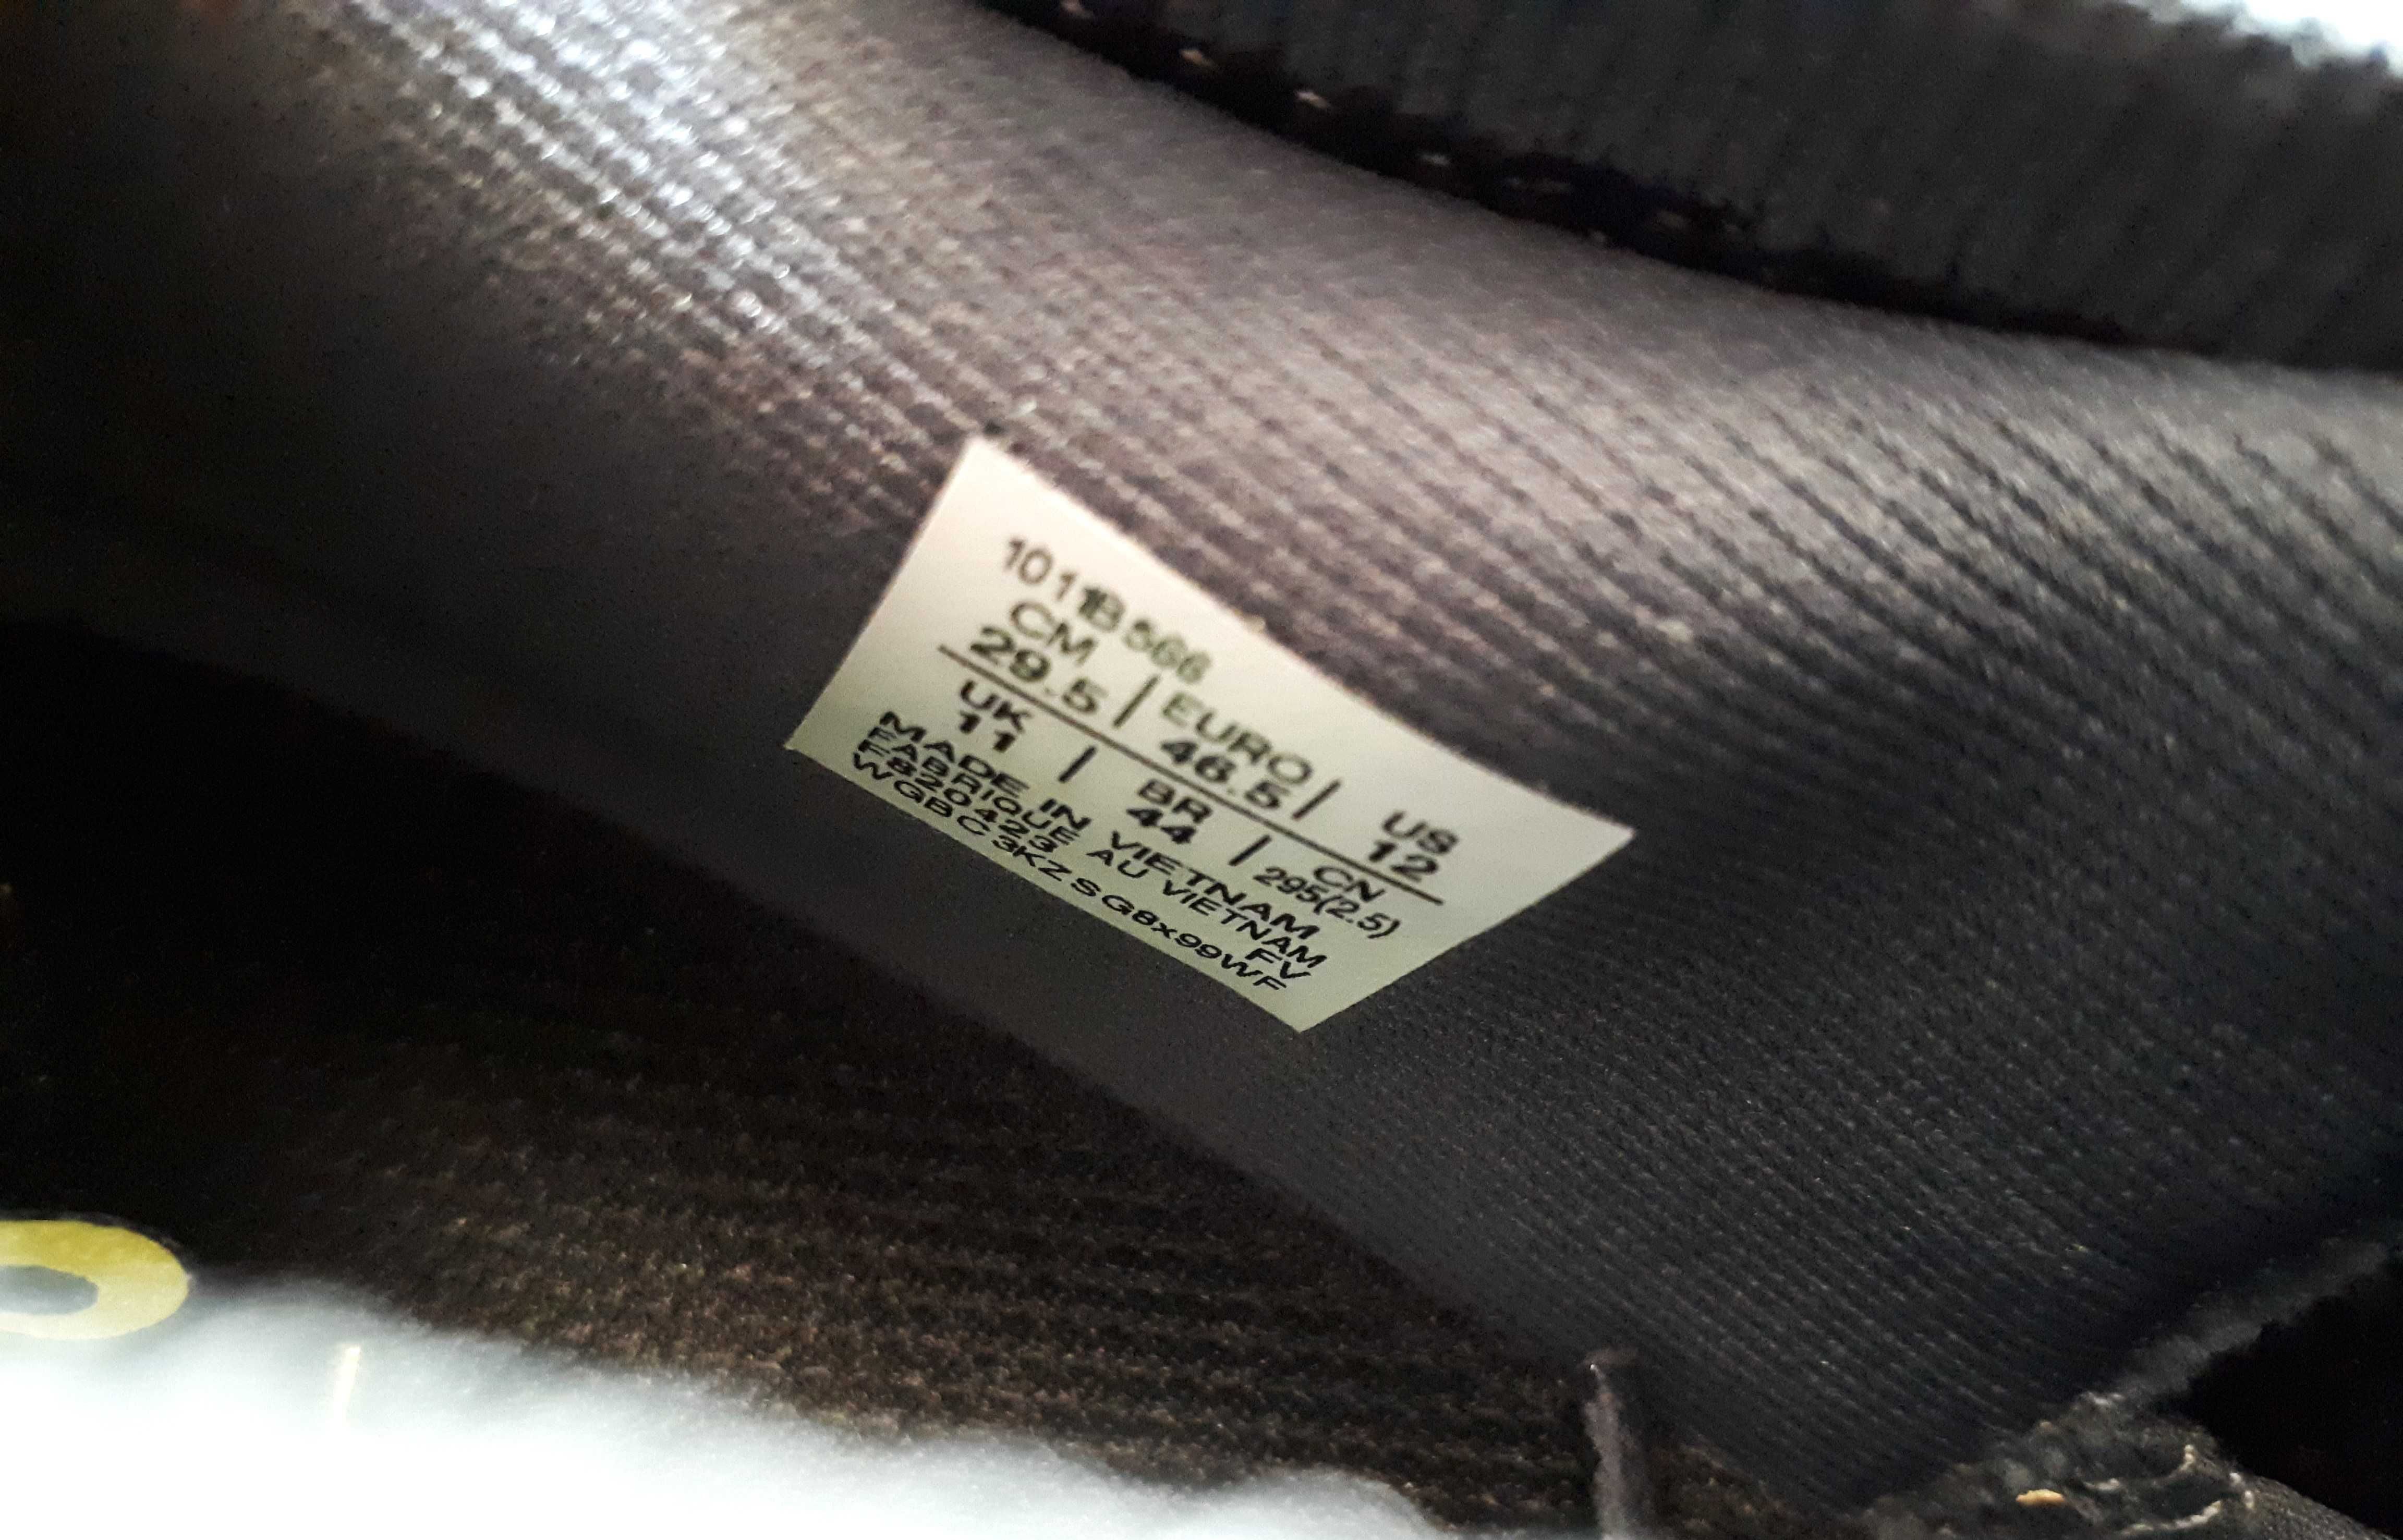 1011B566
CM | EURO | US
29.5 | 46.5 | 12
UK | BR | CN
11 | 44 | 295(2.5)
MADE IN VIETNAM
FABRIQUE AU VIETNAM
W820423 FV
WGBC3KZSG8x99WF